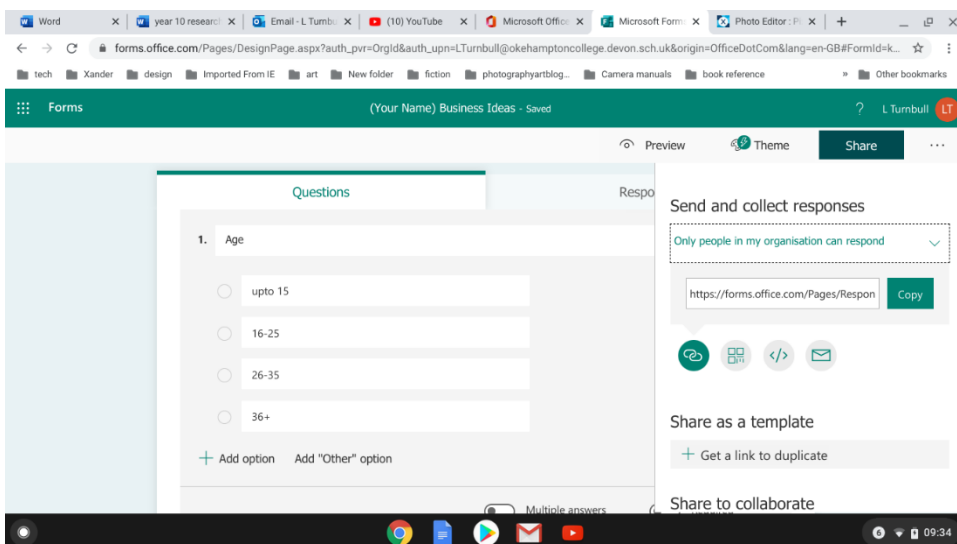 Word
year 10 research
Email - L Turnbu
(10) YouTube
Microsoft Office
Microsoft Form
Photo Editor : Pi
forms.office.com/Pages/DesignPage.aspx?auth_pvr=OrgId&auth_upn=LTurnbull@okehamptoncollege.devon.sch.uk&origin=OfficeDotCom&lang=en-GB#FormId=k...
tech Xander design Imported From IE art New folder fiction photographyartblog... Camera manuals book reference » Other bookmarks
Forms
(Your Name) Business Ideas - Saved
? L Turnbull LT
Preview Theme Share ...
Questions
Respo
1. Age
upto 15
16-25
26-35
36+
+ Add option Add "Other" option
Multiple answers
Send and collect responses
Only people in my organisation can respond
https://forms.office.com/Pages/Respon Copy
</>
Share as a template
+ Get a link to duplicate
Share to collaborate
6 09:34